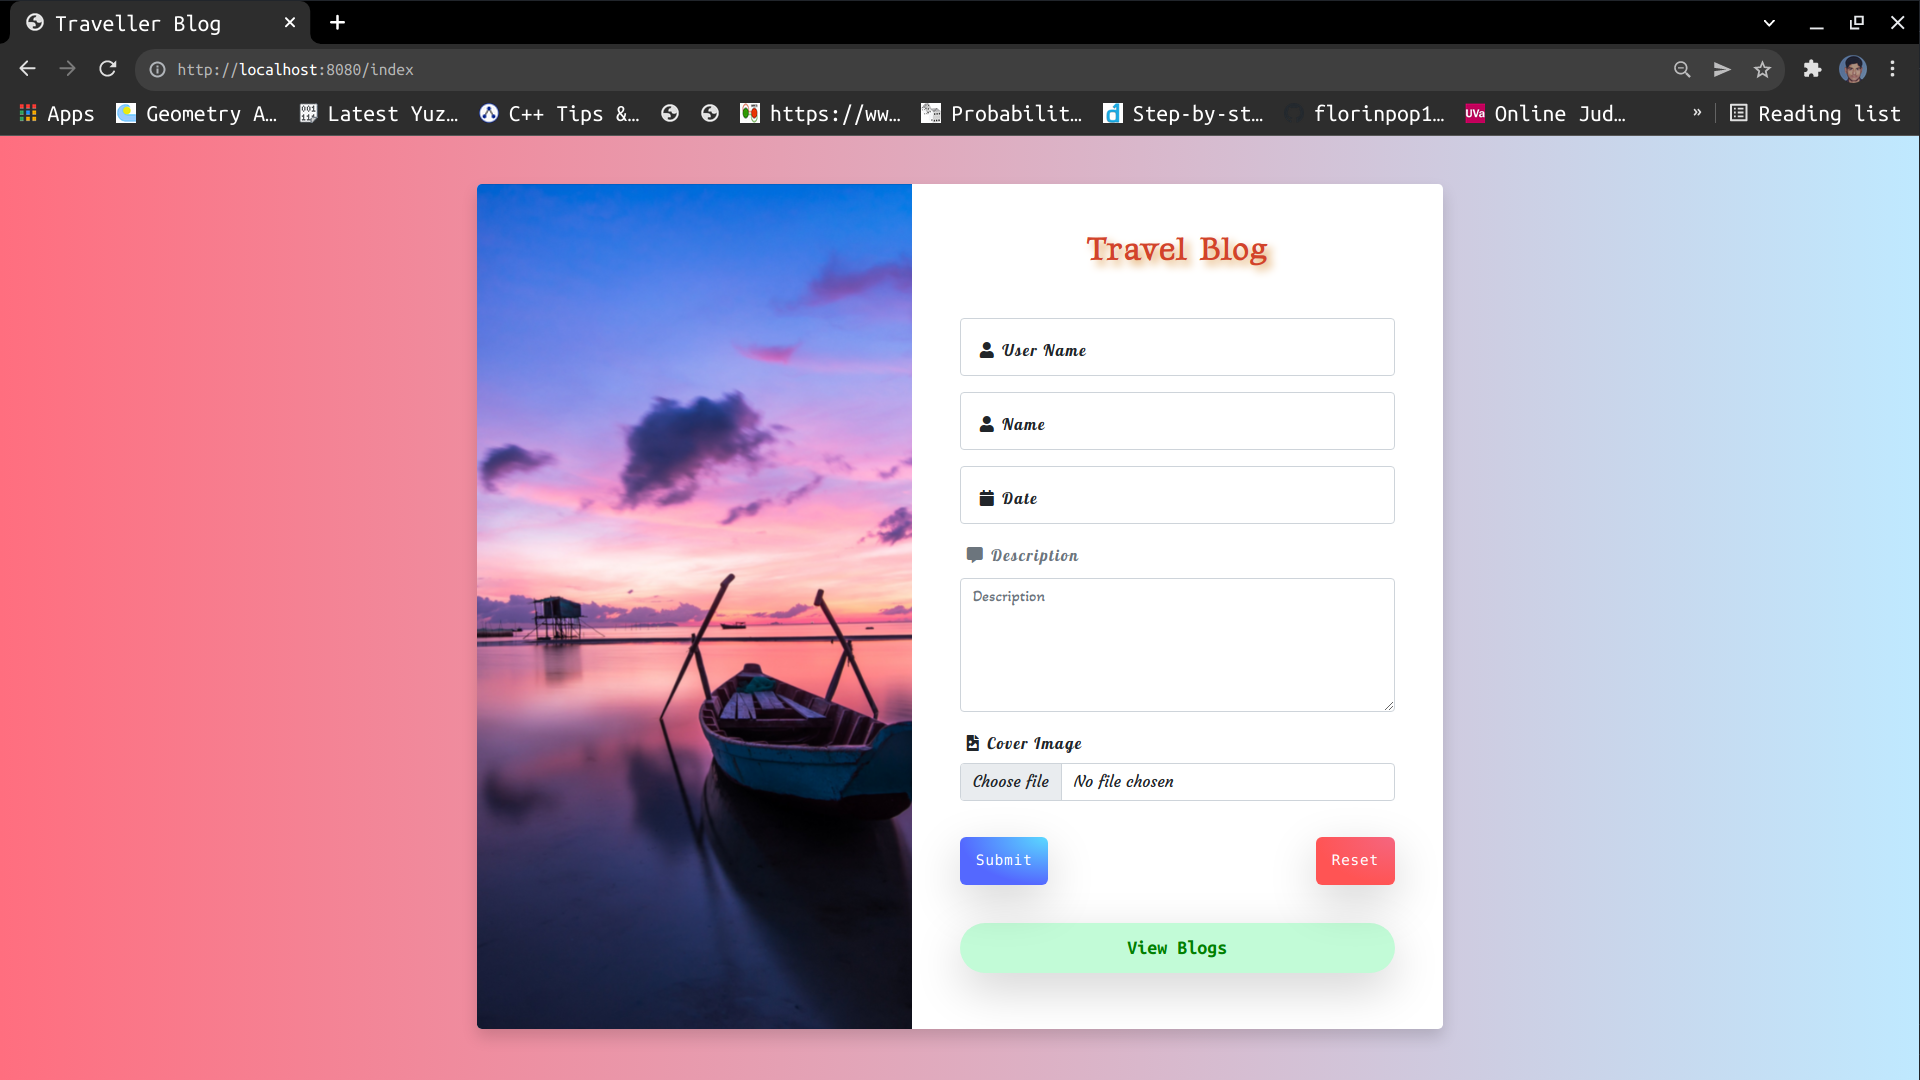 Traveller Blog
http://localhost:8080/index
Apps
Geometry A...
Latest Yuz...
C++ Tips &...
https://ww...
Probabilit...
Step-by-st...
florinpop1...
UVa
Online Jud...
»
Reading list
Travel Blog
User Name
Name
Date
Description
Description
Cover Image
Choose file No file chosen
Submit
Reset
View Blogs